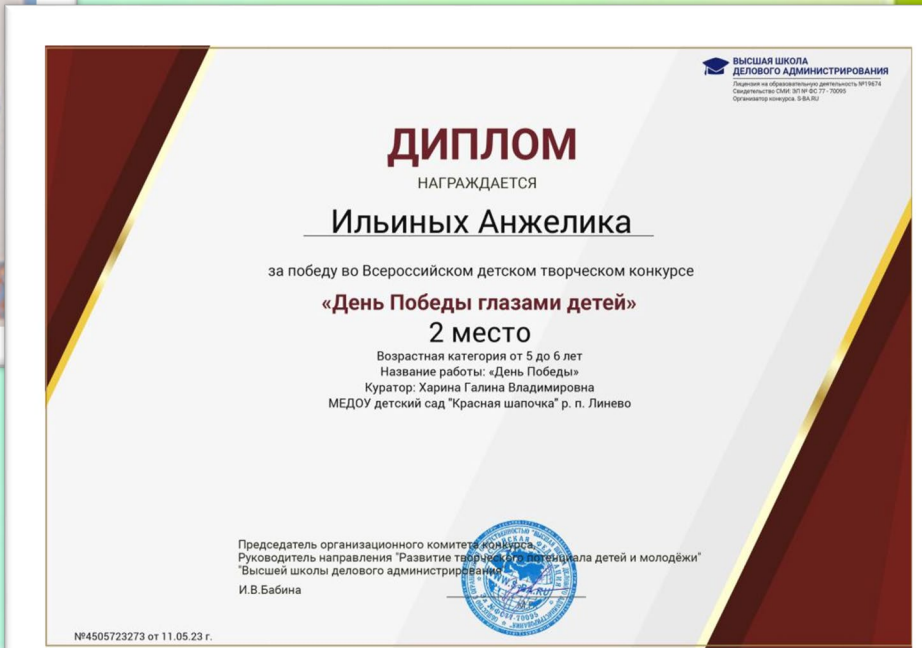 ВЫСШАЯ ШКОЛА
ДЕЛОВОГО АДМИНИСТРИРОВАНИЯ
Лицензия на образовательную деятельность №19674
Свидетельство СМИ: ЭЛ № ФС 77 - 70095
Организатор конкурса: S-BA.RU
ДИПЛОМ
НАГРАЖДАЕТСЯ
Ильиных Анжелика
за победу во Всероссийском детском творческом конкурсе
«День Победы глазами детей»
2 место
Возрастная категория от 5 до 6 лет
Название работы: «День Победы»
Куратор: Харина Галина Владимировна
МЕДОУ детский сад "Красная шапочка" р. п. Линево
Председатель организационного комитета конкурса,
Руководитель направления "Развитие творческого потенциала детей и молодёжи"
"Высшей школы делового администрирования"
И.В.Бабина
М.П.
№4505723273 от 11.05.23 г.